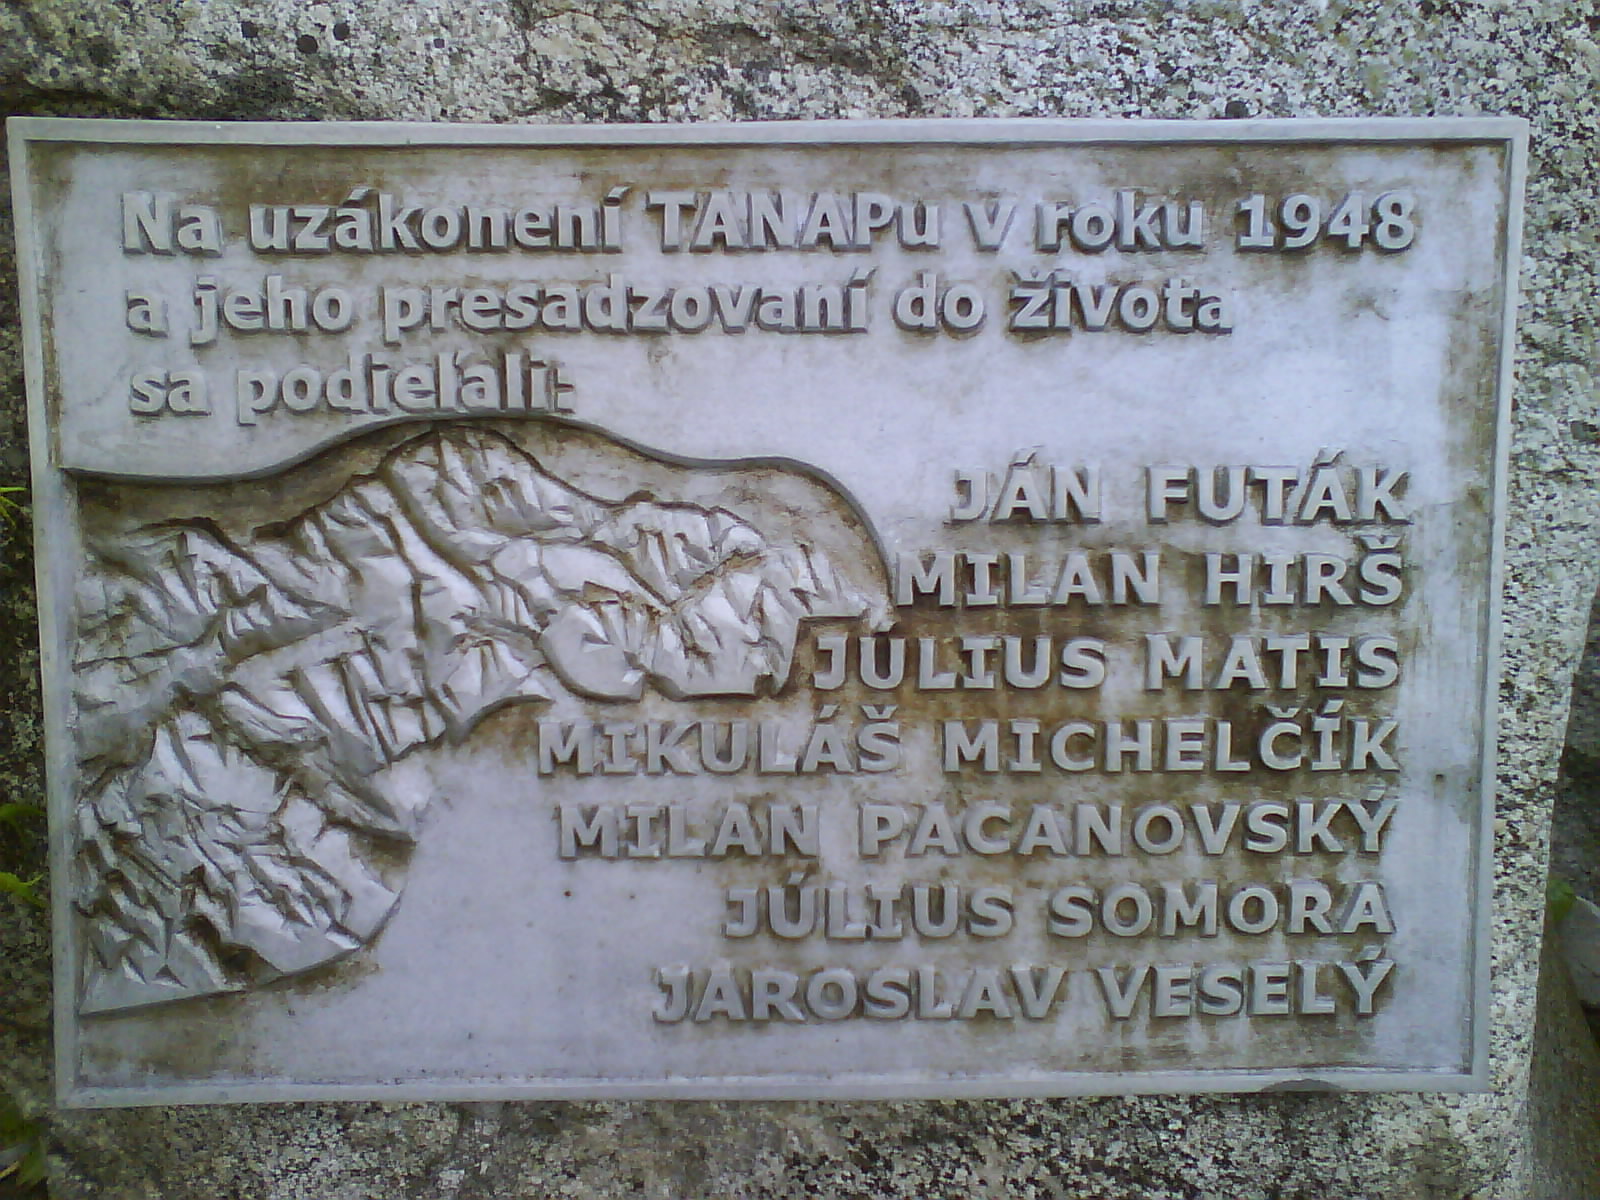 Na uzákonení TANAPu v roku 1948
a jeho presadzovaní do života
sa podieľali:
JÁN FUTÁK
MILAN HIRŠ
JÚLIUS MATIS
MIKULÁŠ MICHELČÍK
MILAN PACANOVSKÝ
JÚLIUS SOMORA
JAROSLAV VESELÝ